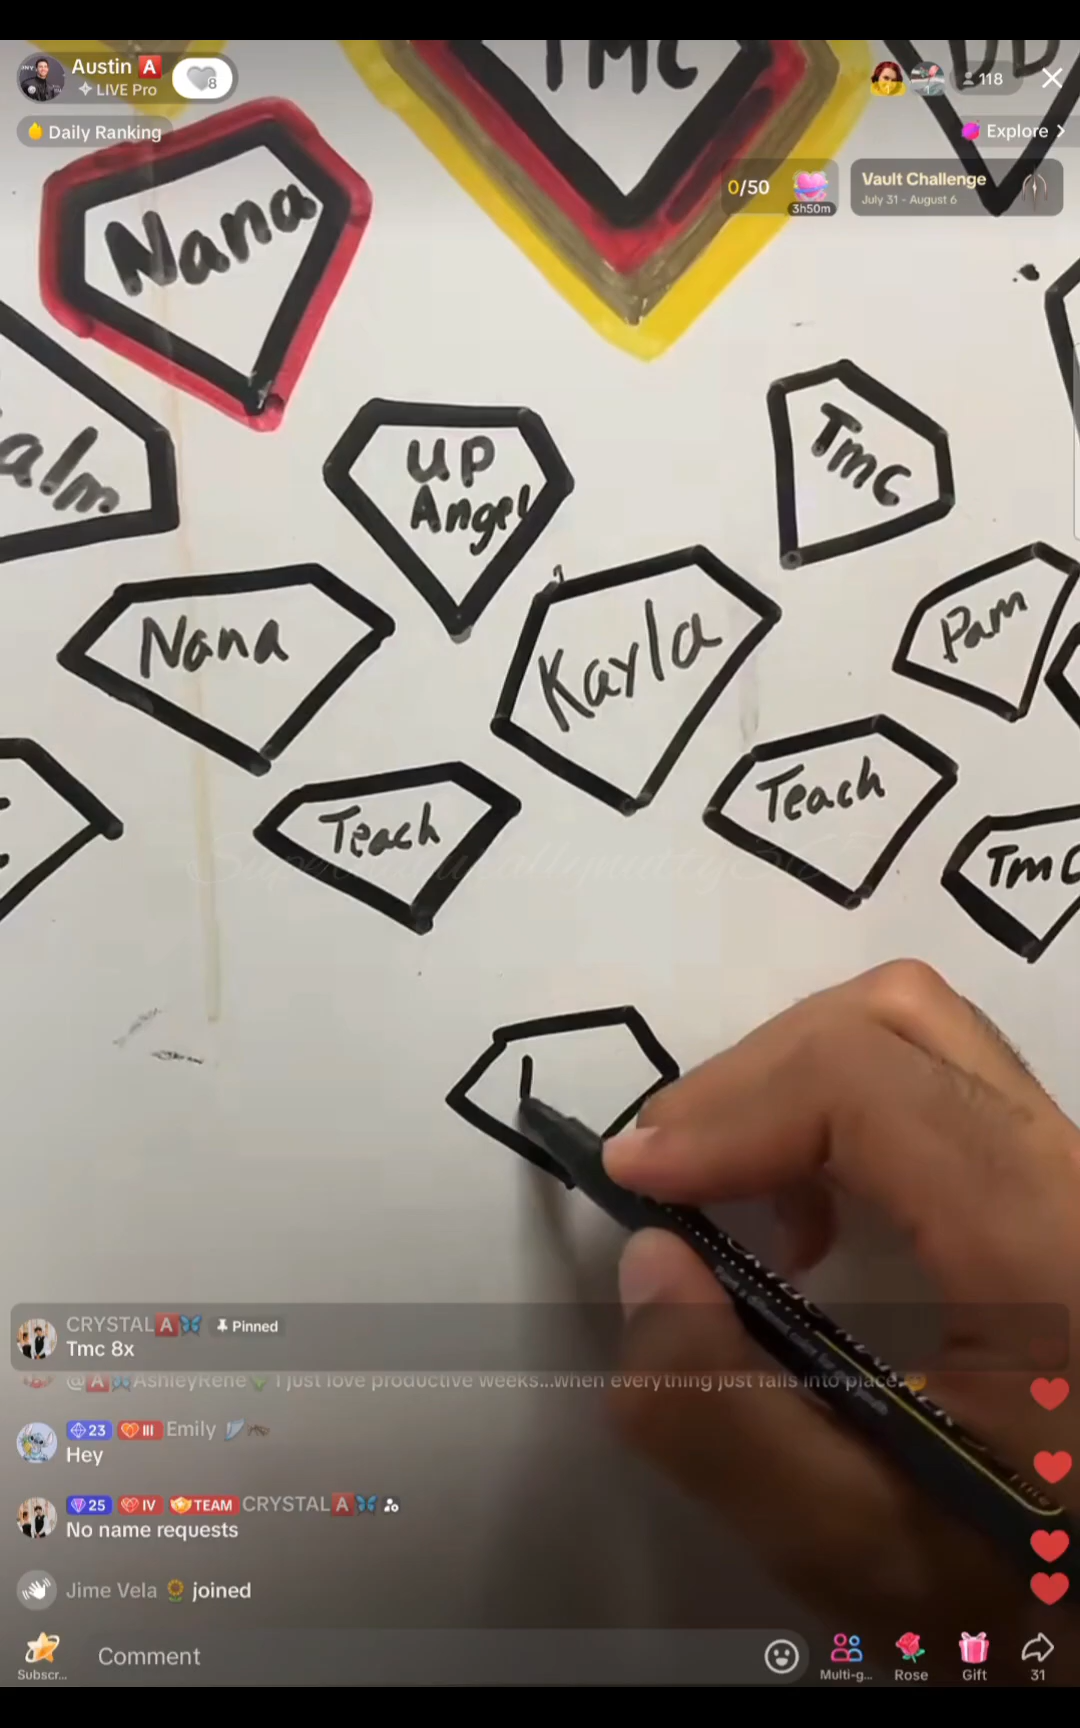 Austin A
LIVE Pro
8
118
Daily Ranking
Explore >
0/50
3h50m
Vault Challenge
July 31 - August 6
TMC
Nana
alm
UP
Angel
Tmc
Nana
Kayla
Pam
Teach
Teach
Tmc
CRYSTAL A Pinned
Tmc 8x
@A AshleyRene I just love productive weeks...when everything just falls into place.
23 III Emily
Hey
25 IV TEAM CRYSTAL A
No name requests
Jime Vela joined
Subscr...
Comment
Multi-g...
Rose
Gift
31